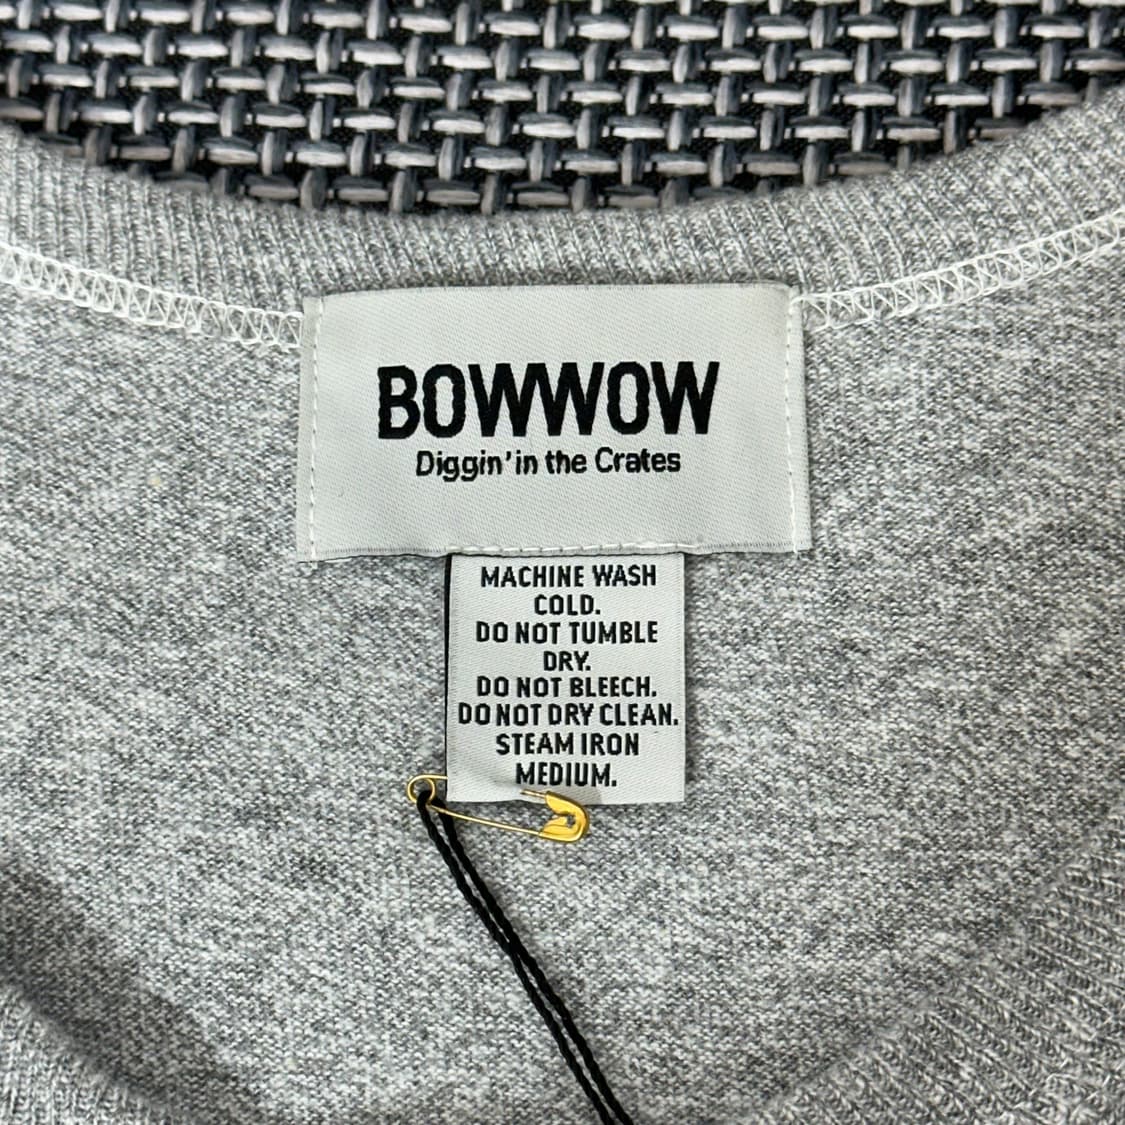 BOWWOW
Diggin' in the Crates
MACHINE WASH
COLD.
DO NOT TUMBLE
DRY.
DO NOT BLEECH.
DO NOT DRY CLEAN.
STEAM IRON
MEDIUM.